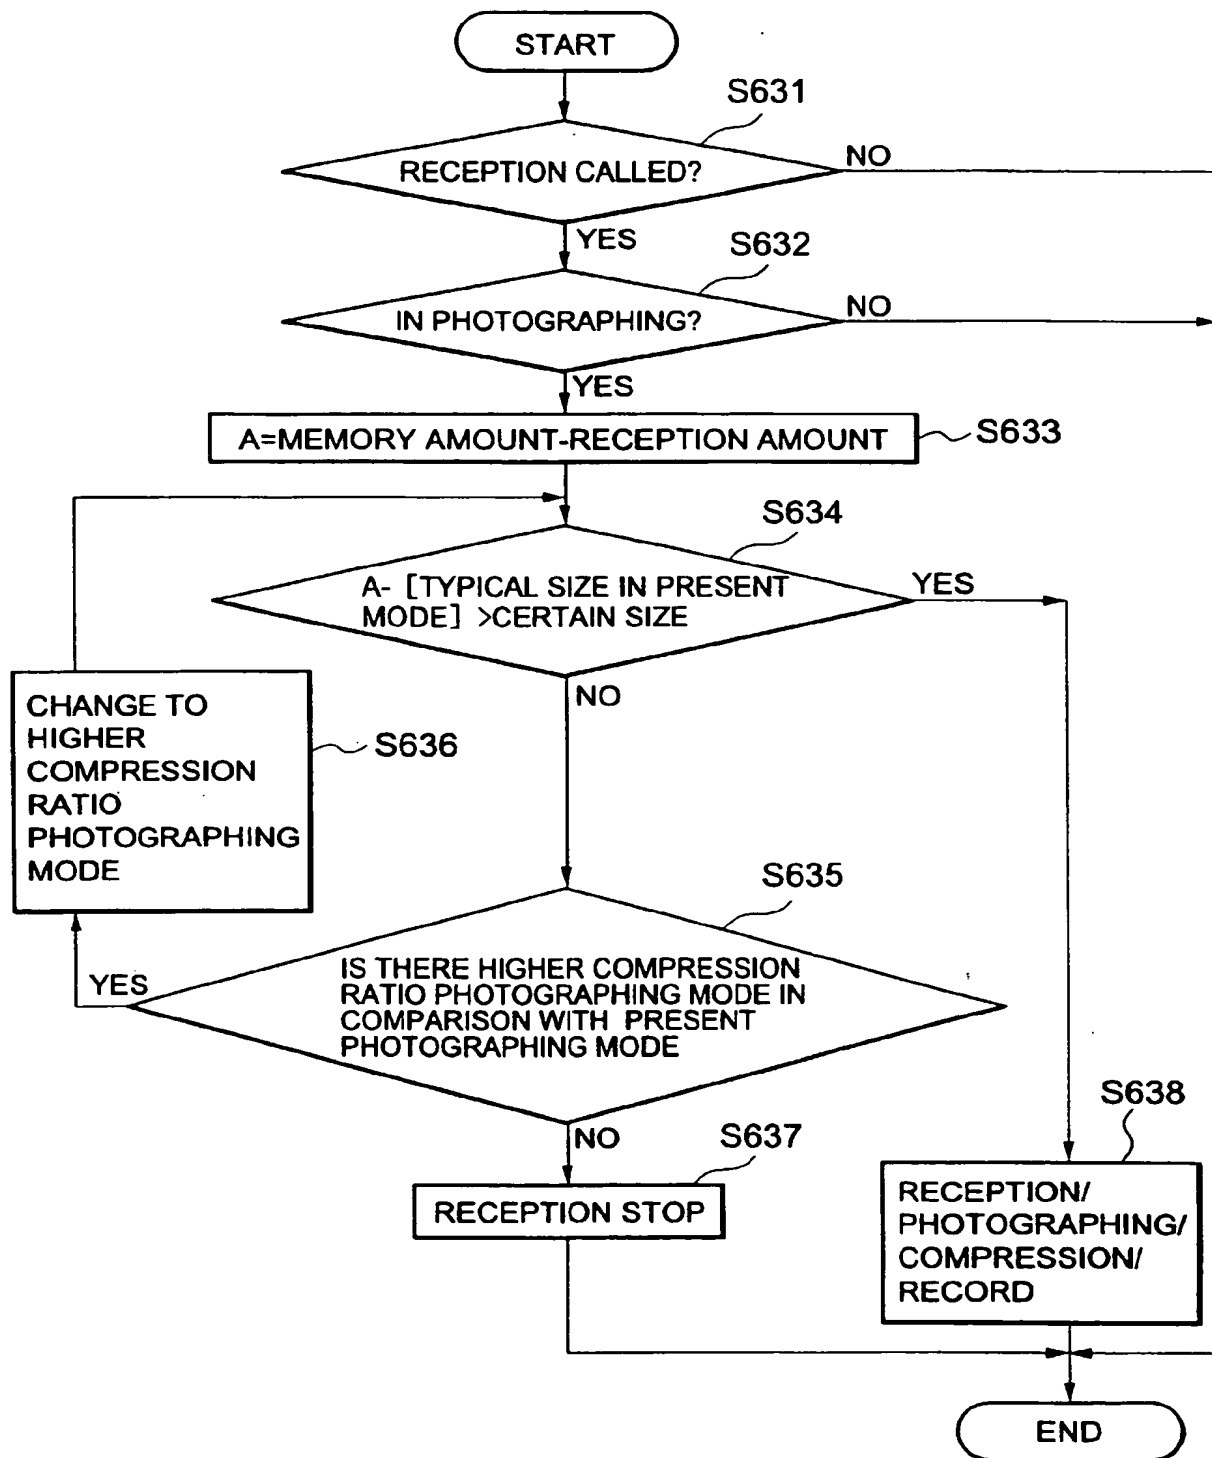 START
S631
RECEPTION CALLED?
NO
YES
S632
IN PHOTOGRAPHING?
NO
YES
A=MEMORY AMOUNT-RECEPTION AMOUNT
S633
S634
A- [TYPICAL SIZE IN PRESENT
MODE] >CERTAIN SIZE
YES
NO
CHANGE TO
HIGHER
COMPRESSION
RATIO
PHOTOGRAPHING
MODE
S636
S635
IS THERE HIGHER COMPRESSION
RATIO PHOTOGRAPHING MODE IN
COMPARISON WITH PRESENT
PHOTOGRAPHING MODE
YES
NO
S637
RECEPTION STOP
S638
RECEPTION/
PHOTOGRAPHING/
COMPRESSION/
RECORD
END